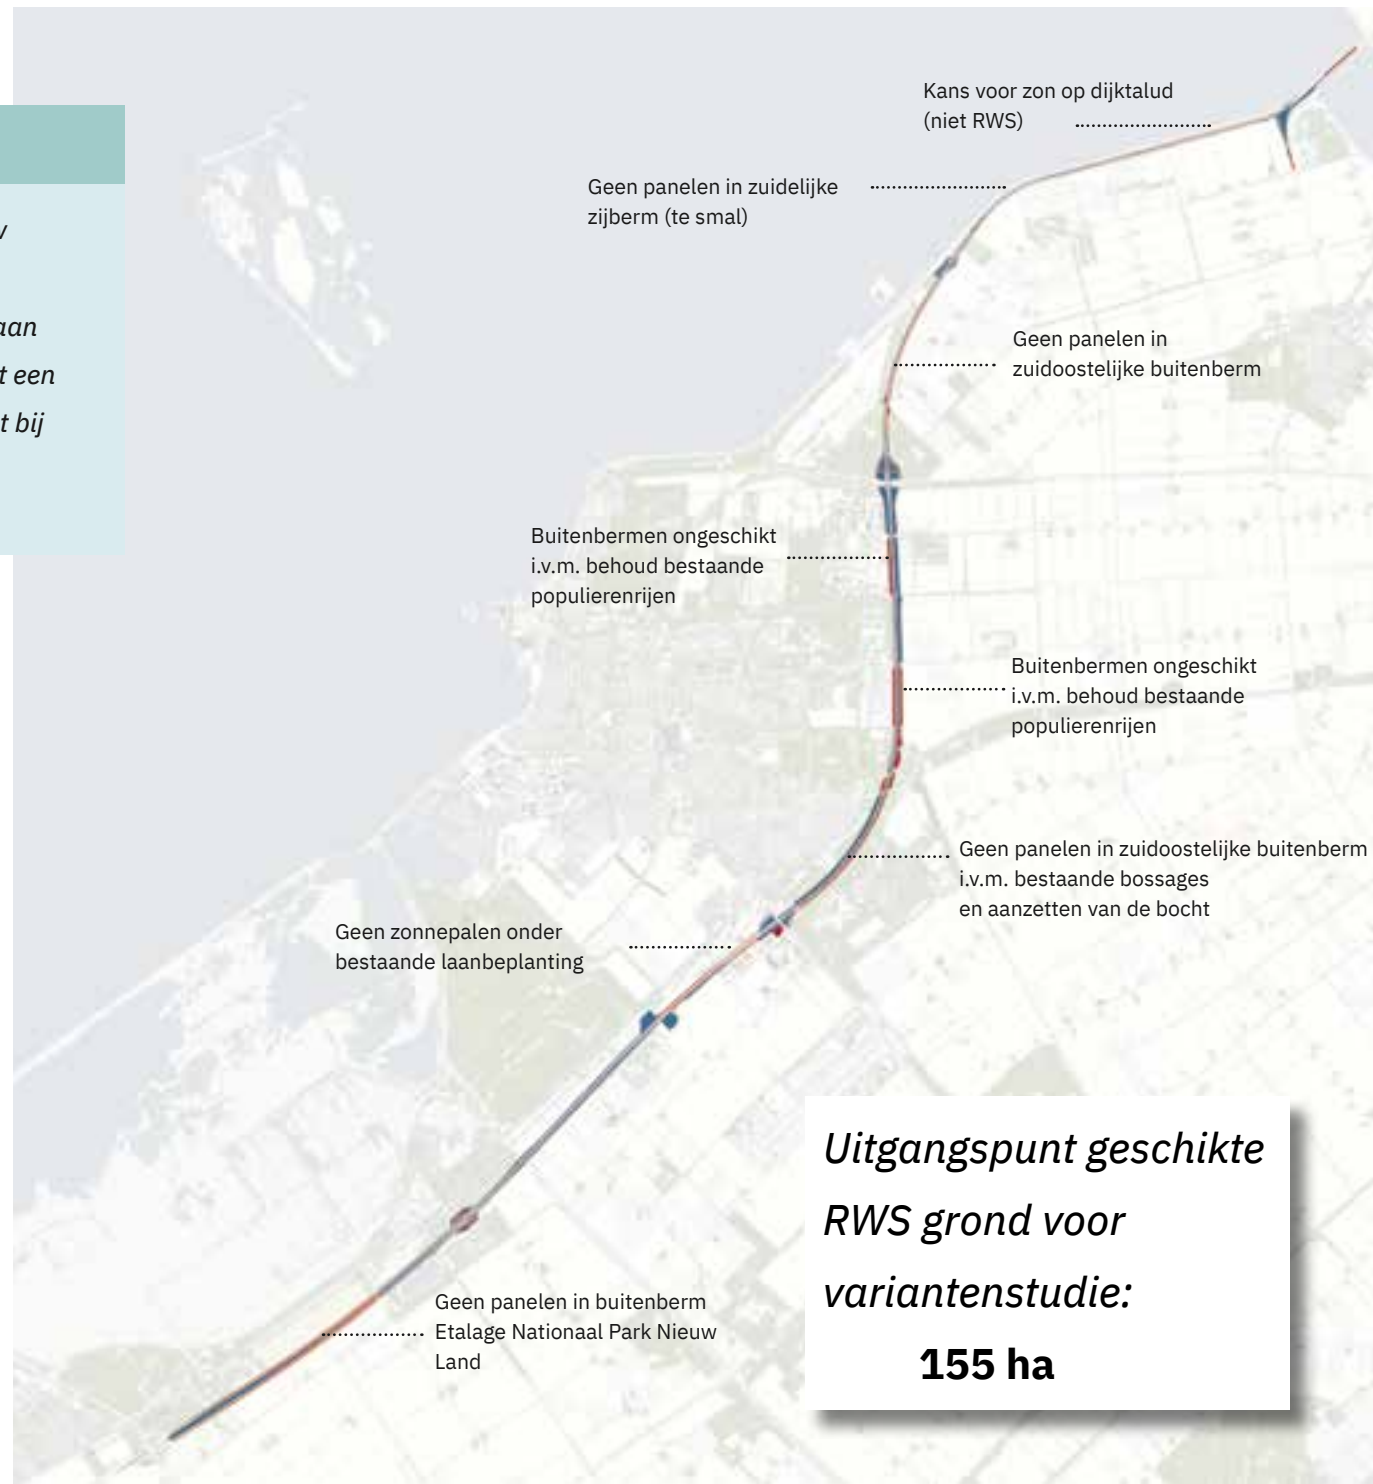 Kans voor zon op dijktalud
(niet RWS)
Geen panelen in zuidelijke
zijberm (te smal)
aan
t een
t bij
Geen panelen in
zuidoostelijke buitenberm
Buitenbermen ongeschikt
i.v.m. behoud bestaande
populierenrijen
Buitenbermen ongeschikt
i.v.m. behoud bestaande
populierenrijen
Geen panelen in zuidoostelijke buitenberm
i.v.m. bestaande bossages
en aanzetten van de bocht
Geen zonnepalen onder
bestaande laanbeplanting
Geen panelen in buitenberm
Etalage Nationaal Park Nieuw
Land
Uitgangspunt geschikte
RWS grond voor
variantenstudie:
155 ha